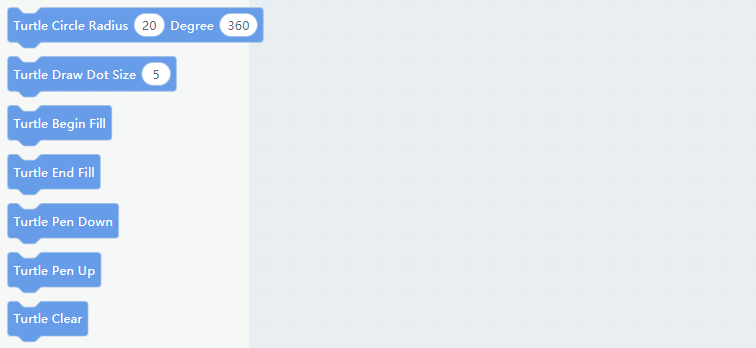 Turtle Circle Radius 20 Degree 360
Turtle Draw Dot Size 5
Turtle Begin Fill
Turtle End Fill
Turtle Pen Down
Turtle Pen Up
Turtle Clear